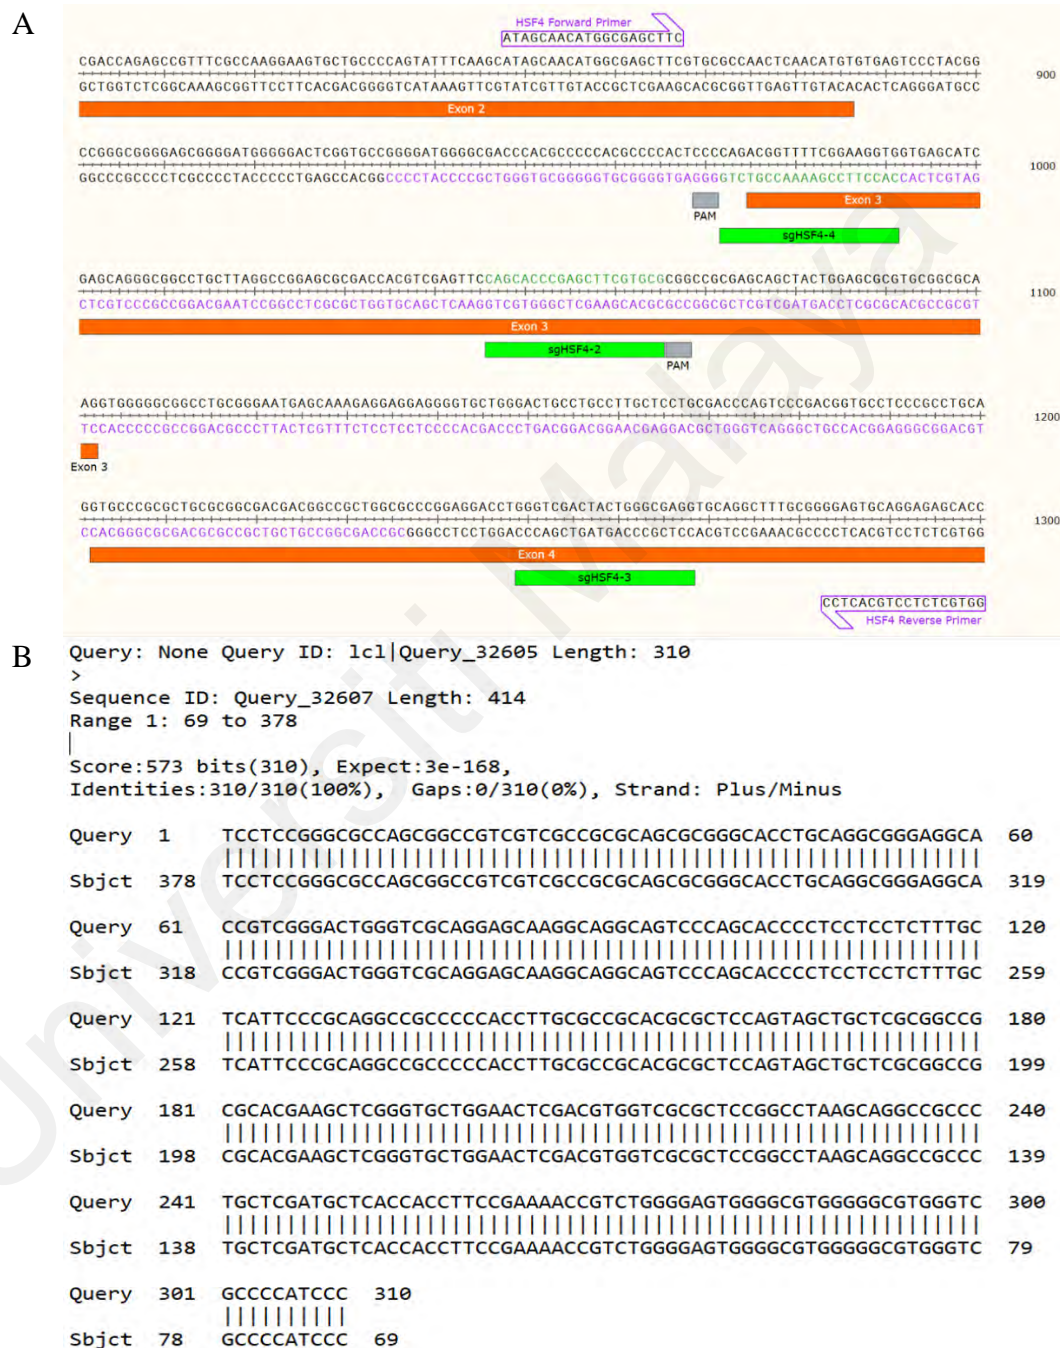 A
HSF4 Forward Primer
ATAGCAACATGGCGAGCTTC
CGACCAGAGCCGTTTCGCCAAGGAAGTGCTGCCCCAGTATTTCAAGCATAGCAACATGGCGAGCTTCGTGCGCCAACTCAACATGTGTGAGTCCCTACGG
900
GCTGGTCTCGGCAAAGCGGTTCCTTCACGACGGGGTCATAAAGTTCGTATCGTTGTACCGCTCGAAGCACGCGGTTGAGTTGTACACACTCAGGGATGCC
Exon 2
CCGGGCGGGGAGCGGGGATGGGGGACTCGGTGCCGGGGATGGGGCGACCCACGCCCCCACGCCCCACTCCCCAGACGGTTTTCGGAAGGTGGTGAGCATC
1000
GGCCCGCCCCTCGCCCCTACCCCCTGAGCCACGGCCCCTACCCCGCTGGGTGCGGGGGTGCGGGGTGAGGGGTCTGCCAAAAGCCTTCCACCACTCGTAG
Exon 3
PAM
sgHSF4-4
GAGCAGGGCGGCCTGCTTAGGCCGGAGCGCGACCACGTCGAGTTCCAGCACCCGAGCTTCGTGCGCGGCCGCGAGCAGCTACTGGAGCGCGTGCGGCGCA
1100
CTCGTCCCGCCGGACGAATCCGGCCTCGCGCTGGTGCAGCTCAAGGTCGTGGGCTCGAAGCACGCGCCGGCGCTCGTCGATGACCTCGCGCACGCCGCGT
Exon 3
sgHSF4-2
PAM
AGGTGGGGGCGGCCTGCGGGAATGAGCAAAGAGGAGGAGGGGTGCTGGGACTGCCTGCCTTGCTCCTGCGACCCAGTCCCGACGGTGCCTCCCGCCTGCA
1200
TCCACCCCCGCCGGACGCCCTTACTCGTTTCTCCTCCTCCCCACGACCCTGACGGACGGAACGAGGACGCTGGGTCAGGGCTGCCACGGAGGGCGGACGT
Exon 3
GGTGCCCGCGCTGCGCGGCGACGACGGCCGCTGGCGCCCGGAGGACCTGGGTCGACTACTGGGCGAGGTGCAGGCTTTGCGGGGAGTGCAGGAGAGCACC
1300
CCACGGGCGCGACGCGCCGCTGCTGCCGGCGACCGCGGGCCTCCTGGACCCAGCTGATGACCCGCTCCACGTCCGAAACGCCCCTCACGTCCTCTCGTGG
Exon 4
sgHSF4-3
CCTCACGTCCTCTCGTGG
HSF4 Reverse Primer
B
Query: None Query ID: lcl|Query_32605 Length: 310
>
Sequence ID: Query_32607 Length: 414
Range 1: 69 to 378
Score:573 bits(310), Expect:3e-168,
Identities:310/310(100%), Gaps:0/310(0%), Strand: Plus/Minus
Query 1 TCCTCCGGGCGCCAGCGGCCGTCGTCGCCGCGCAGCGCGGGCACCTGCAGGCGGGAGGCA 60
Sbjct 378 TCCTCCGGGCGCCAGCGGCCGTCGTCGCCGCGCAGCGCGGGCACCTGCAGGCGGGAGGCA 319
Query 61 CCGTCGGGACTGGGTCGCAGGAGCAAGGCAGGCAGTCCCAGCACCCCTCCTCCTCTTTGC 120
Sbjct 318 CCGTCGGGACTGGGTCGCAGGAGCAAGGCAGGCAGTCCCAGCACCCCTCCTCCTCTTTGC 259
Query 121 TCATTCCCGCAGGCCGCCCCCACCTTGCGCCGCACGCGCTCCAGTAGCTGCTCGCGGCCG 180
Sbjct 258 TCATTCCCGCAGGCCGCCCCCACCTTGCGCCGCACGCGCTCCAGTAGCTGCTCGCGGCCG 199
Query 181 CGCACGAAGCTCGGGTGCTGGAACTCGACGTGGTCGCGCTCCGGCCTAAGCAGGCCGCCC 240
Sbjct 198 CGCACGAAGCTCGGGTGCTGGAACTCGACGTGGTCGCGCTCCGGCCTAAGCAGGCCGCCC 139
Query 241 TGCTCGATGCTCACCACCTTCCGAAAACCGTCTGGGGAGTGGGGCGTGGGGGCGTGGGTC 300
Sbjct 138 TGCTCGATGCTCACCACCTTCCGAAAACCGTCTGGGGAGTGGGGCGTGGGGGCGTGGGTC 79
Query 301 GCCCCATCCC 310
Sbjct 78 GCCCCATCCC 69
Universiti Malaya